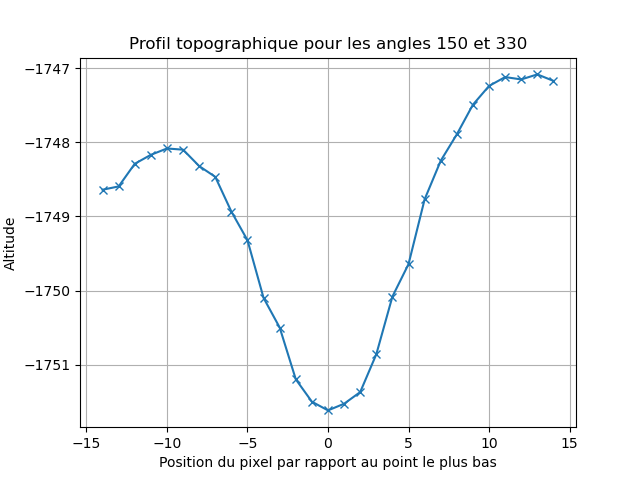 Profil topographique pour les angles 150 et 330
−1747
−1748
−1749
−1750
−1751
Altitude
−15 −10 −5 0 5 10 15
Position du pixel par rapport au point le plus bas